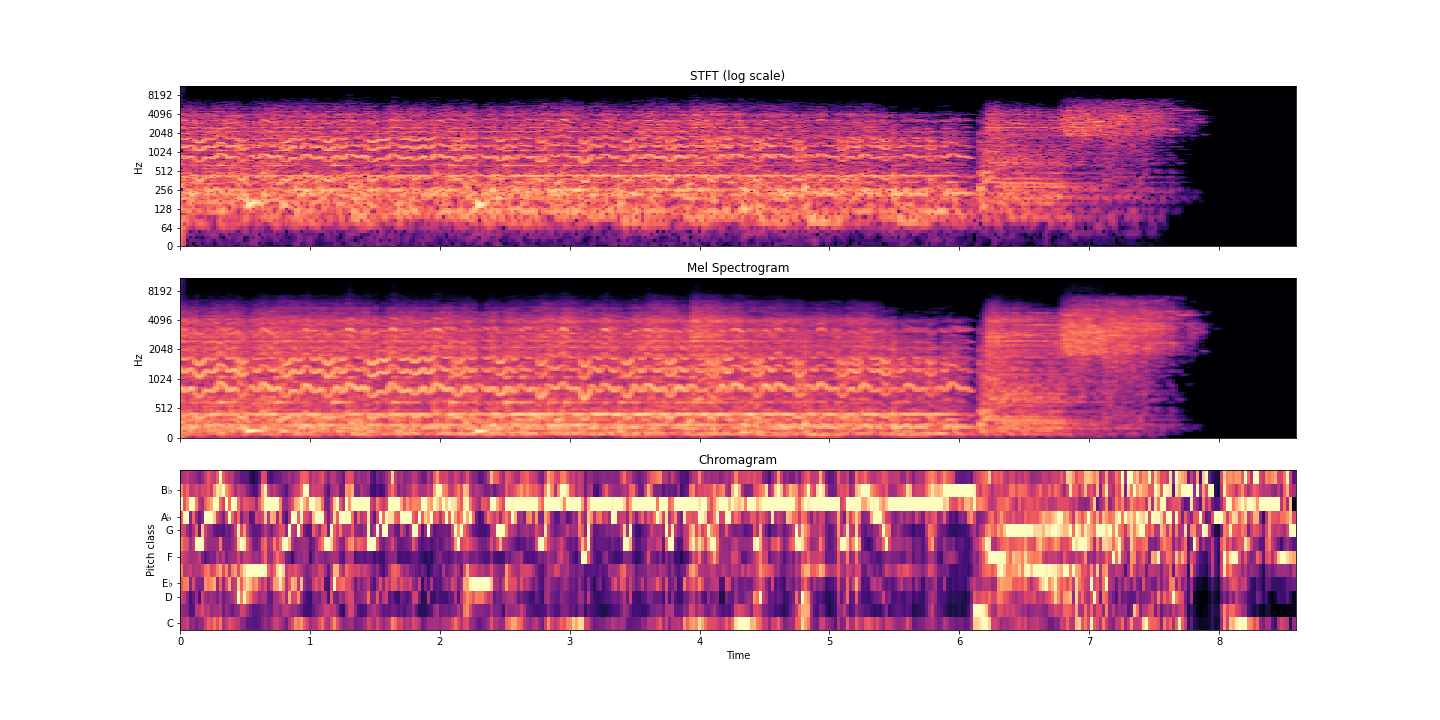 STFT (log scale)
8192
4096
2048
1024
512
256
128
64
0
Hz
Mel Spectrogram
8192
4096
2048
1024
512
0
Hz
Chromagram
B♭
A♭
G
F
E♭
D
C
Pitch class
0 1 2 3 4 5 6 7 8
Time